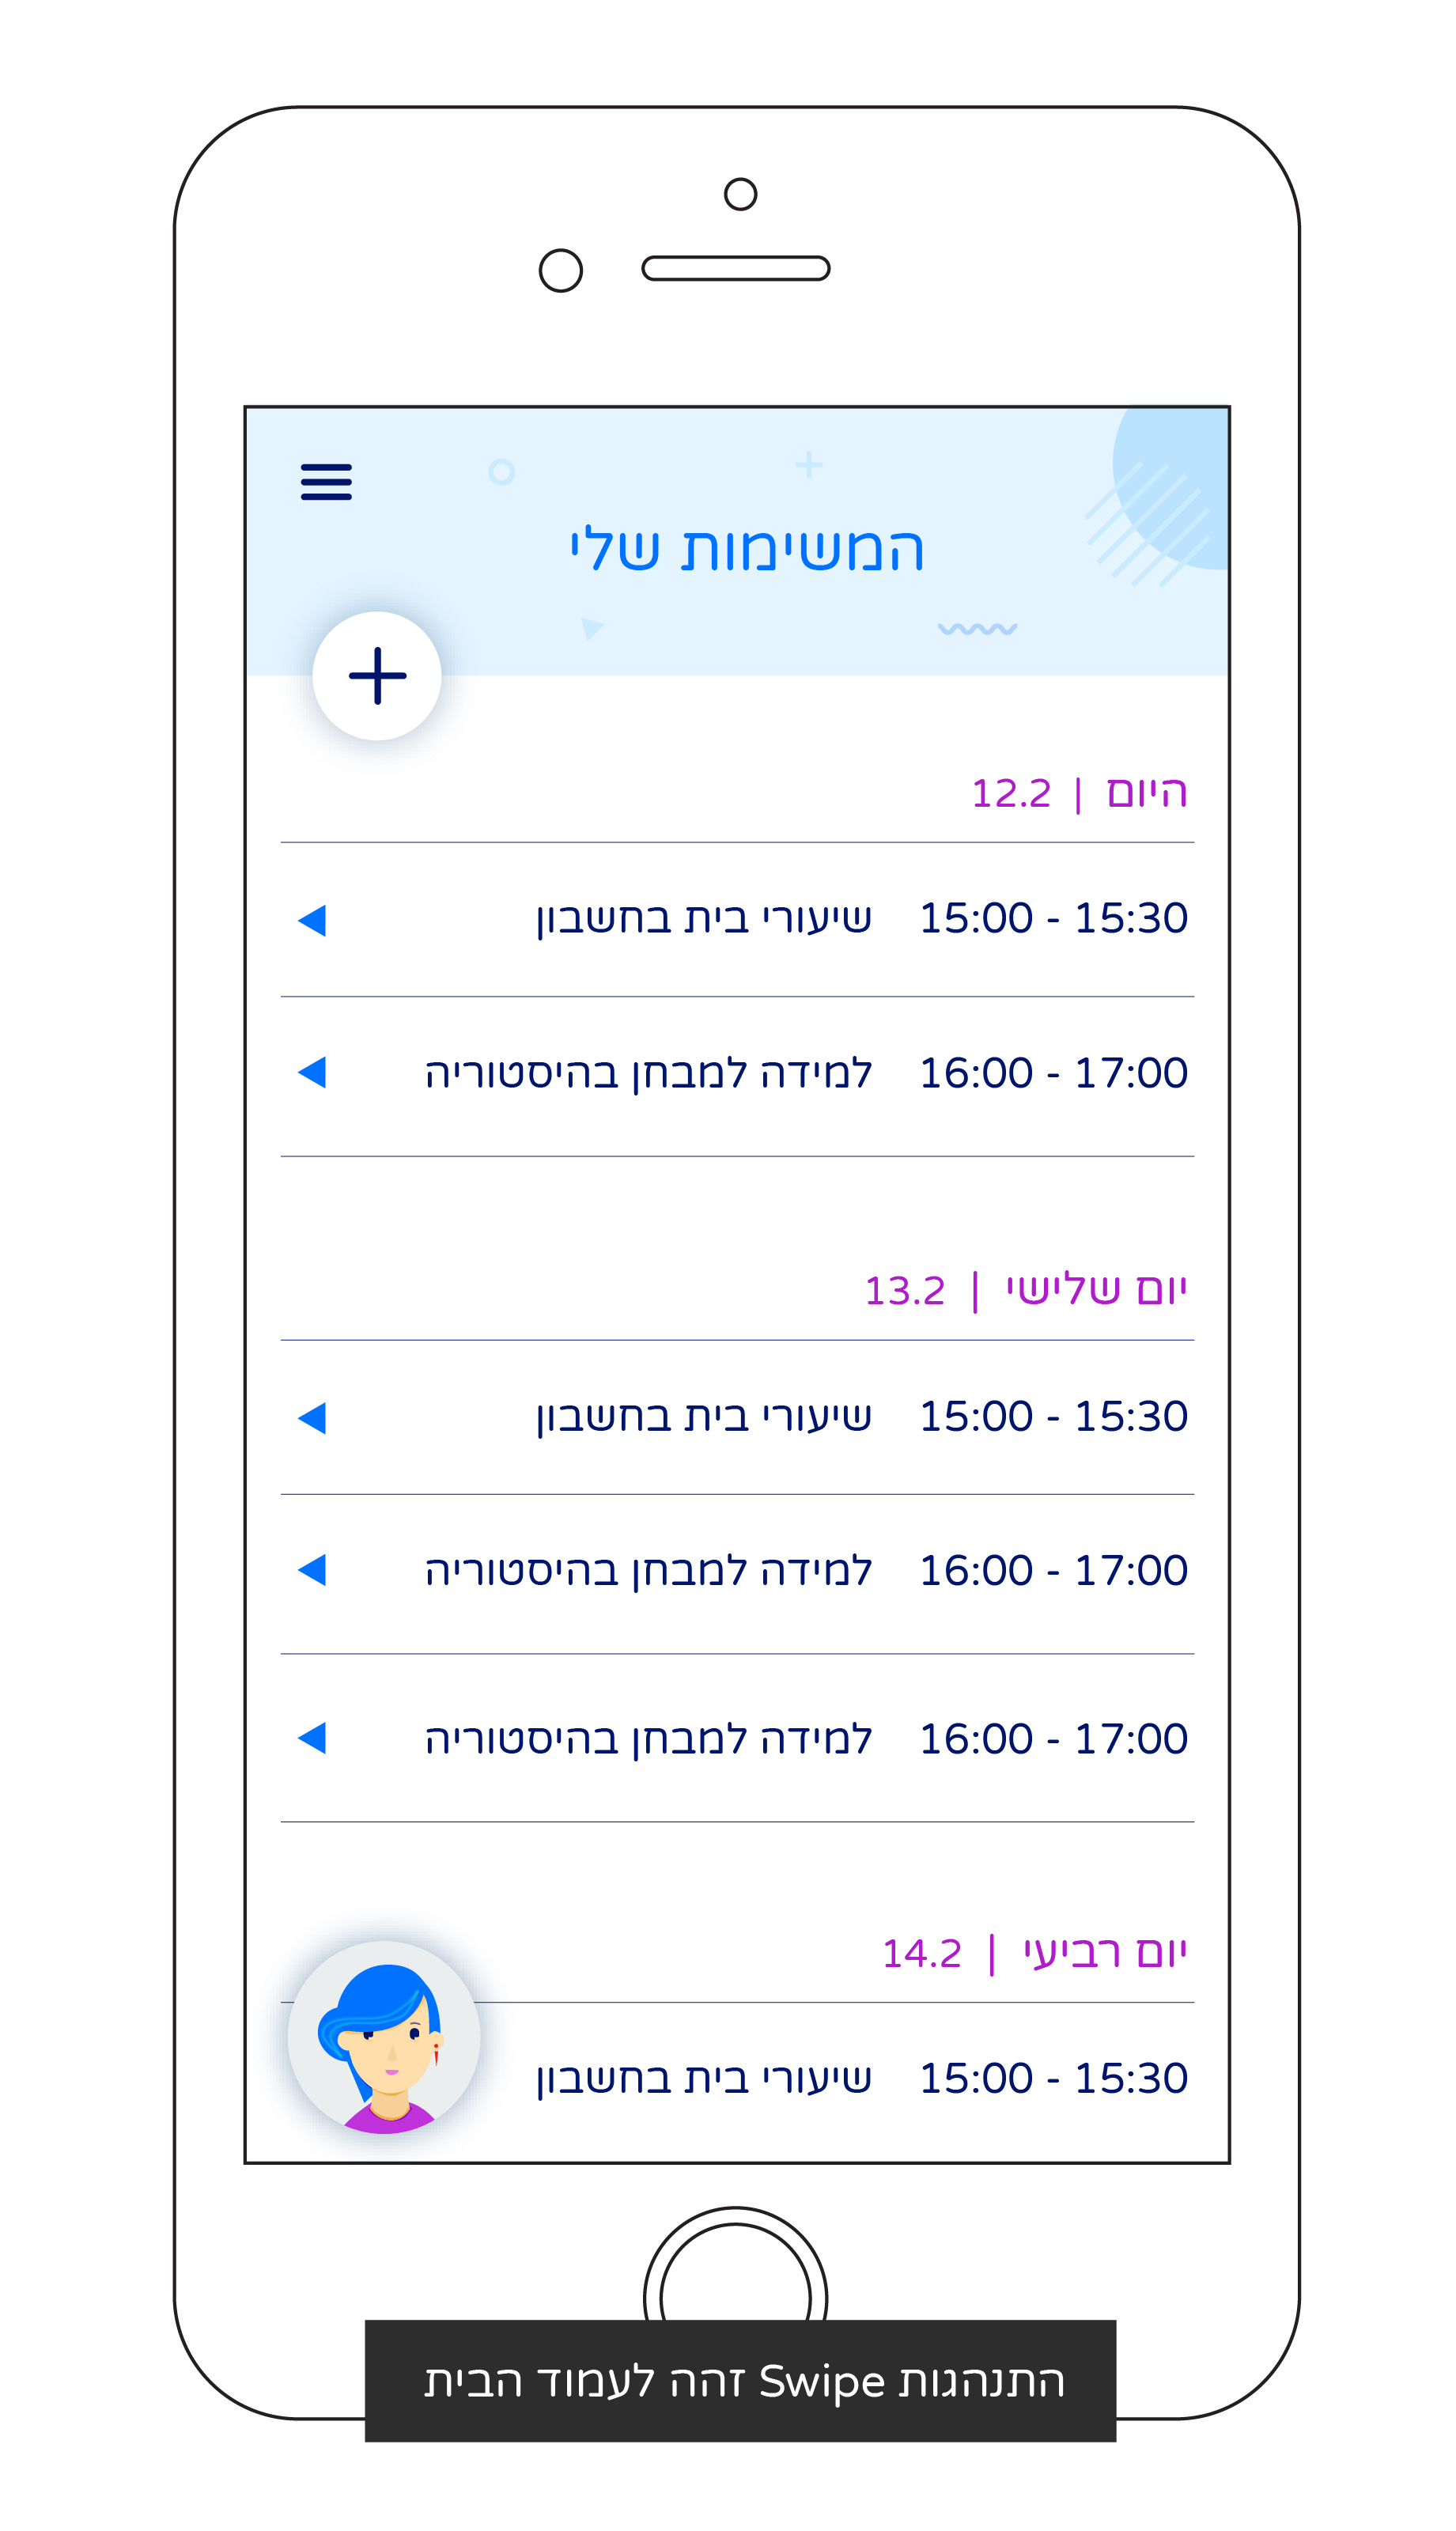 המשימות שלי
היום | 12.2
15:00 - 15:30 שיעורי בית בחשבון
16:00 - 17:00 למידה למבחן בהיסטוריה
יום שלישי | 13.2
15:00 - 15:30 שיעורי בית בחשבון
16:00 - 17:00 למידה למבחן בהיסטוריה
16:00 - 17:00 למידה למבחן בהיסטוריה
יום רביעי | 14.2
15:00 - 15:30 שיעורי בית בחשבון
התנהגות Swipe זהה לעמוד הבית